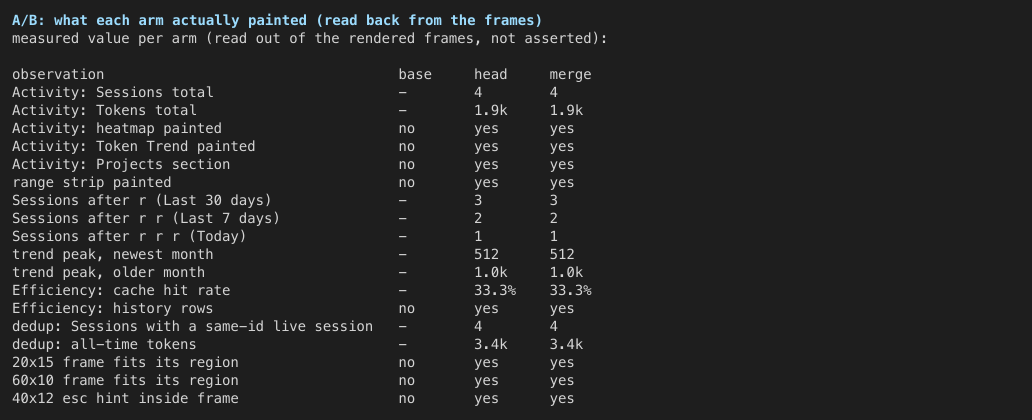 A/B: what each arm actually painted (read back from the frames)
measured value per arm (read out of the rendered frames, not asserted):
observation base head merge
Activity: Sessions total – 4 4
Activity: Tokens total – 1.9k 1.9k
Activity: heatmap painted no yes yes
Activity: Token Trend painted no yes yes
Activity: Projects section no yes yes
range strip painted no yes yes
Sessions after r (Last 30 days) – 3 3
Sessions after r r (Last 7 days) – 2 2
Sessions after r r r (Today) – 1 1
trend peak, newest month – 512 512
trend peak, older month – 1.0k 1.0k
Efficiency: cache hit rate – 33.3% 33.3%
Efficiency: history rows no yes yes
dedup: Sessions with a same-id live session – 4 4
dedup: all-time tokens – 3.4k 3.4k
20x15 frame fits its region no yes yes
60x10 frame fits its region no yes yes
40x12 esc hint inside frame no yes yes